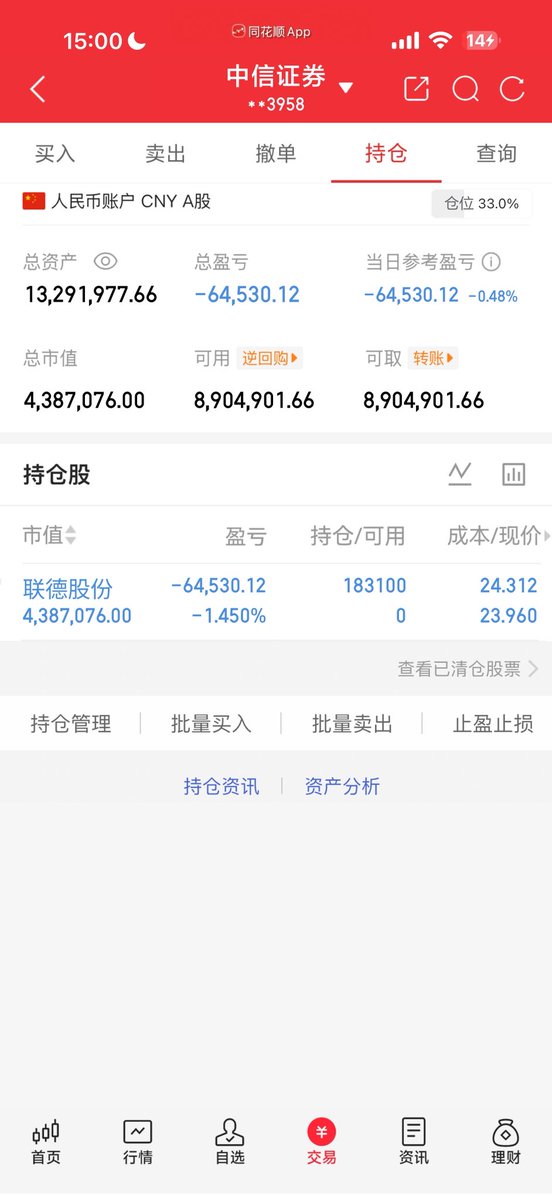 15:00
同花顺App
14
中信证券
**3958
买入 卖出 撤单 持仓 查询
人民币账户 CNY A股
仓位 33.0%
总资产 总盈亏 当日参考盈亏
13,291,977.66 -64,530.12 -64,530.12 -0.48%
总市值 可用 逆回购 可取 转账
4,387,076.00 8,904,901.66 8,904,901.66
持仓股
市值 盈亏 持仓/可用 成本/现价
联德股份 -64,530.12 183100 24.312
4,387,076.00 -1.450% 0 23.960
查看已清仓股票
持仓管理 批量买入 批量卖出 止盈止损
持仓资讯 资产分析
首页 行情 自选 交易 资讯 理财